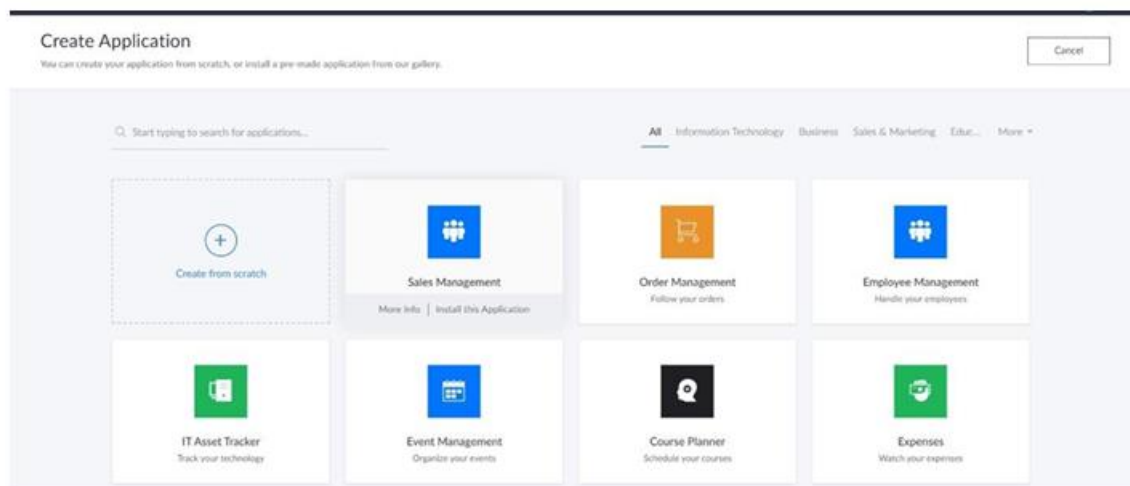 Create Application
You can create your application from scratch, or install a pre-made application from our gallery.
Cancel
Start typing to search for applications...
All Information Technology Business Sales & Marketing Educ... More
Create from scratch
Sales Management
More Info | Install this Application
Order Management
Follow your orders
Employee Management
Handle your employees
IT Asset Tracker
Track your technology
Event Management
Organize your events
Course Planner
Schedule your courses
Expenses
Watch your expenses